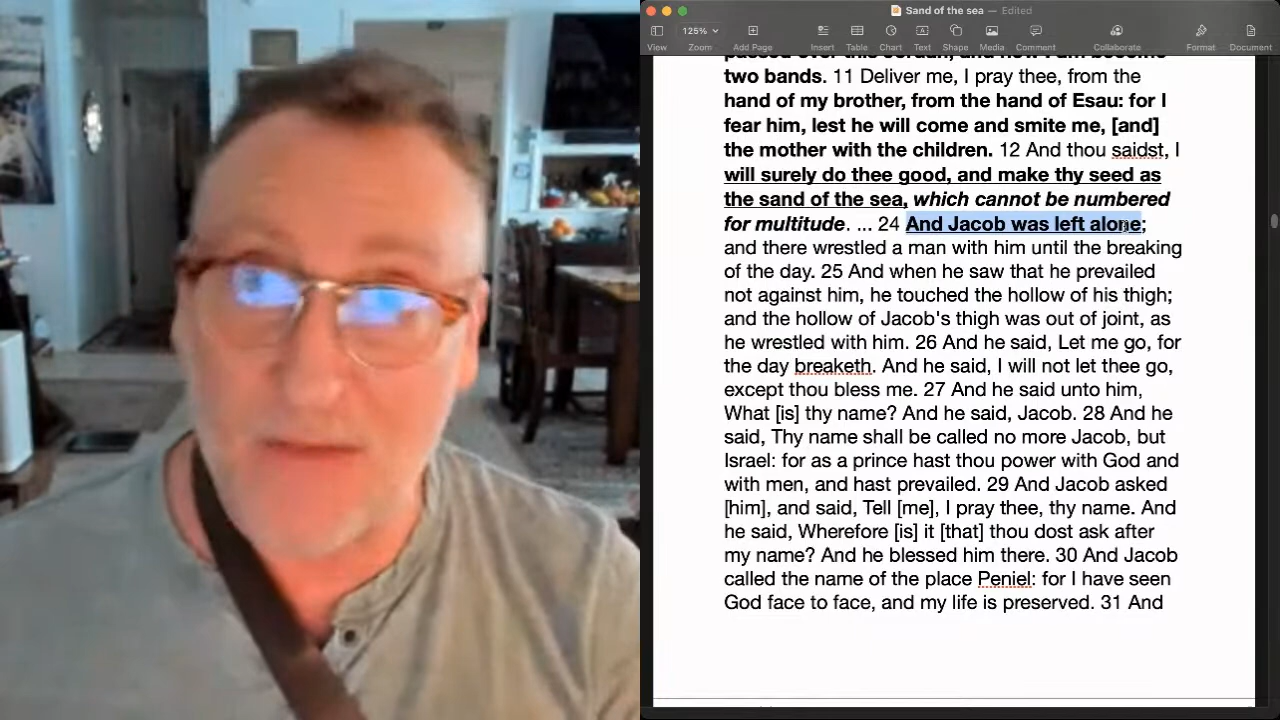 Sand of the sea — Edited
125%
View Zoom Add Page Insert Table Chart Text Shape Media Comment Collaborate Format Document
passed over this Jordan, and now I am become
two bands. 11 Deliver me, I pray thee, from the
hand of my brother, from the hand of Esau: for I
fear him, lest he will come and smite me, [and]
the mother with the children. 12 And thou saidst, I
will surely do thee good, and make thy seed as
the sand of the sea, which cannot be numbered
for multitude. ... 24 And Jacob was left alone;
and there wrestled a man with him until the breaking
of the day. 25 And when he saw that he prevailed
not against him, he touched the hollow of his thigh;
and the hollow of Jacob's thigh was out of joint, as
he wrestled with him. 26 And he said, Let me go, for
the day breaketh. And he said, I will not let thee go,
except thou bless me. 27 And he said unto him,
What [is] thy name? And he said, Jacob. 28 And he
said, Thy name shall be called no more Jacob, but
Israel: for as a prince hast thou power with God and
with men, and hast prevailed. 29 And Jacob asked
[him], and said, Tell [me], I pray thee, thy name. And
he said, Wherefore [is] it [that] thou dost ask after
my name? And he blessed him there. 30 And Jacob
called the name of the place Peniel: for I have seen
God face to face, and my life is preserved. 31 And